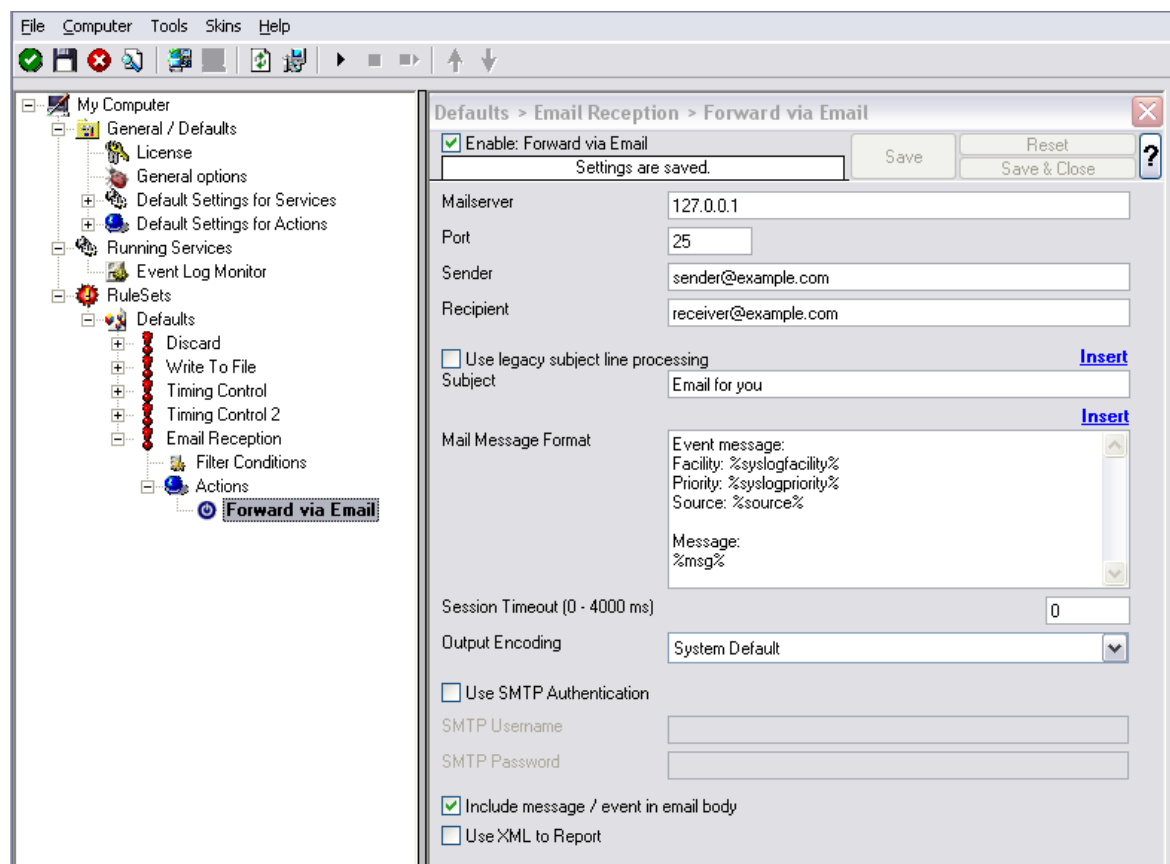 File Computer Tools Skins Help
My Computer
General / Defaults
License
General options
Default Settings for Services
Default Settings for Actions
Running Services
Event Log Monitor
RuleSets
Defaults
Discard
Write To File
Timing Control
Timing Control 2
Email Reception
Filter Conditions
Actions
Forward via Email
Defaults > Email Reception > Forward via Email
Enable: Forward via Email
Settings are saved.
Save
Reset
Save & Close
?
Mailserver 127.0.0.1
Port 25
Sender sender@example.com
Recipient receiver@example.com
Use legacy subject line processing Insert
Subject Email for you
Insert
Mail Message Format
Event message:
Facility: %syslogfacility%
Priority: %syslogpriority%
Source: %source%
Message:
%msg%
Session Timeout (0 - 4000 ms) 0
Output Encoding System Default
Use SMTP Authentication
SMTP Username
SMTP Password
Include message / event in email body
Use XML to Report